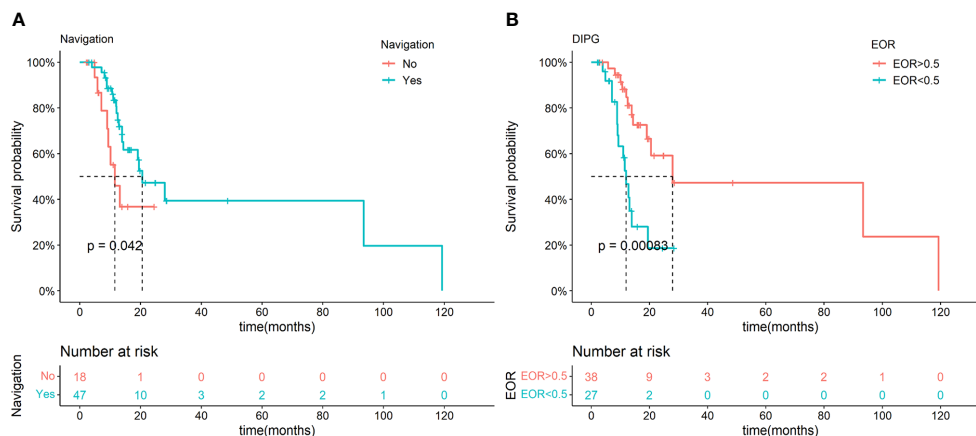 A
Navigation
Navigation
No
Yes
100%
80%
60%
40%
20%
0%
Survival probability
p = 0.042
0 20 40 60 80 100 120
time(months)
Number at risk
Navigation
No 18 1 0 0 0 0 0
Yes 47 10 3 2 2 1 0
0 20 40 60 80 100 120
time(months)
B
DIPG
EOR
EOR>0.5
EOR<0.5
100%
80%
60%
40%
20%
0%
Survival probability
p = 0.00083
0 20 40 60 80 100 120
time(months)
Number at risk
EOR
EOR>0.5 38 9 3 2 2 1 0
EOR<0.5 27 2 0 0 0 0 0
0 20 40 60 80 100 120
time(months)